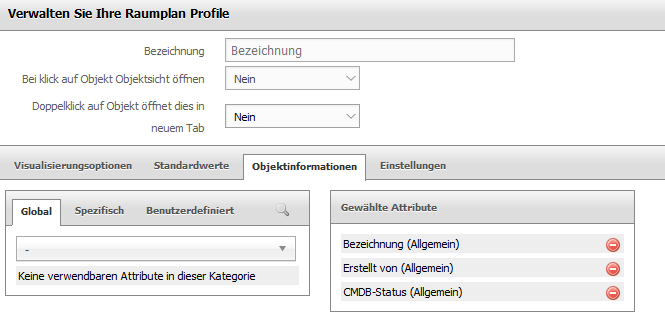 Verwalten Sie Ihre Raumplan Profile
Bezeichnung
Bezeichnung
Bei klick auf Objekt Objektsicht öffnen
Nein
Doppelklick auf Objekt öffnet dies in
neuem Tab
Nein
Visualisierungsoptionen Standardwerte Objektinformationen Einstellungen
Global Spezifisch Benutzerdefiniert
-
Keine verwendbaren Attribute in dieser Kategorie
Gewählte Attribute
Bezeichnung (Allgemein)
Erstellt von (Allgemein)
CMDB-Status (Allgemein)